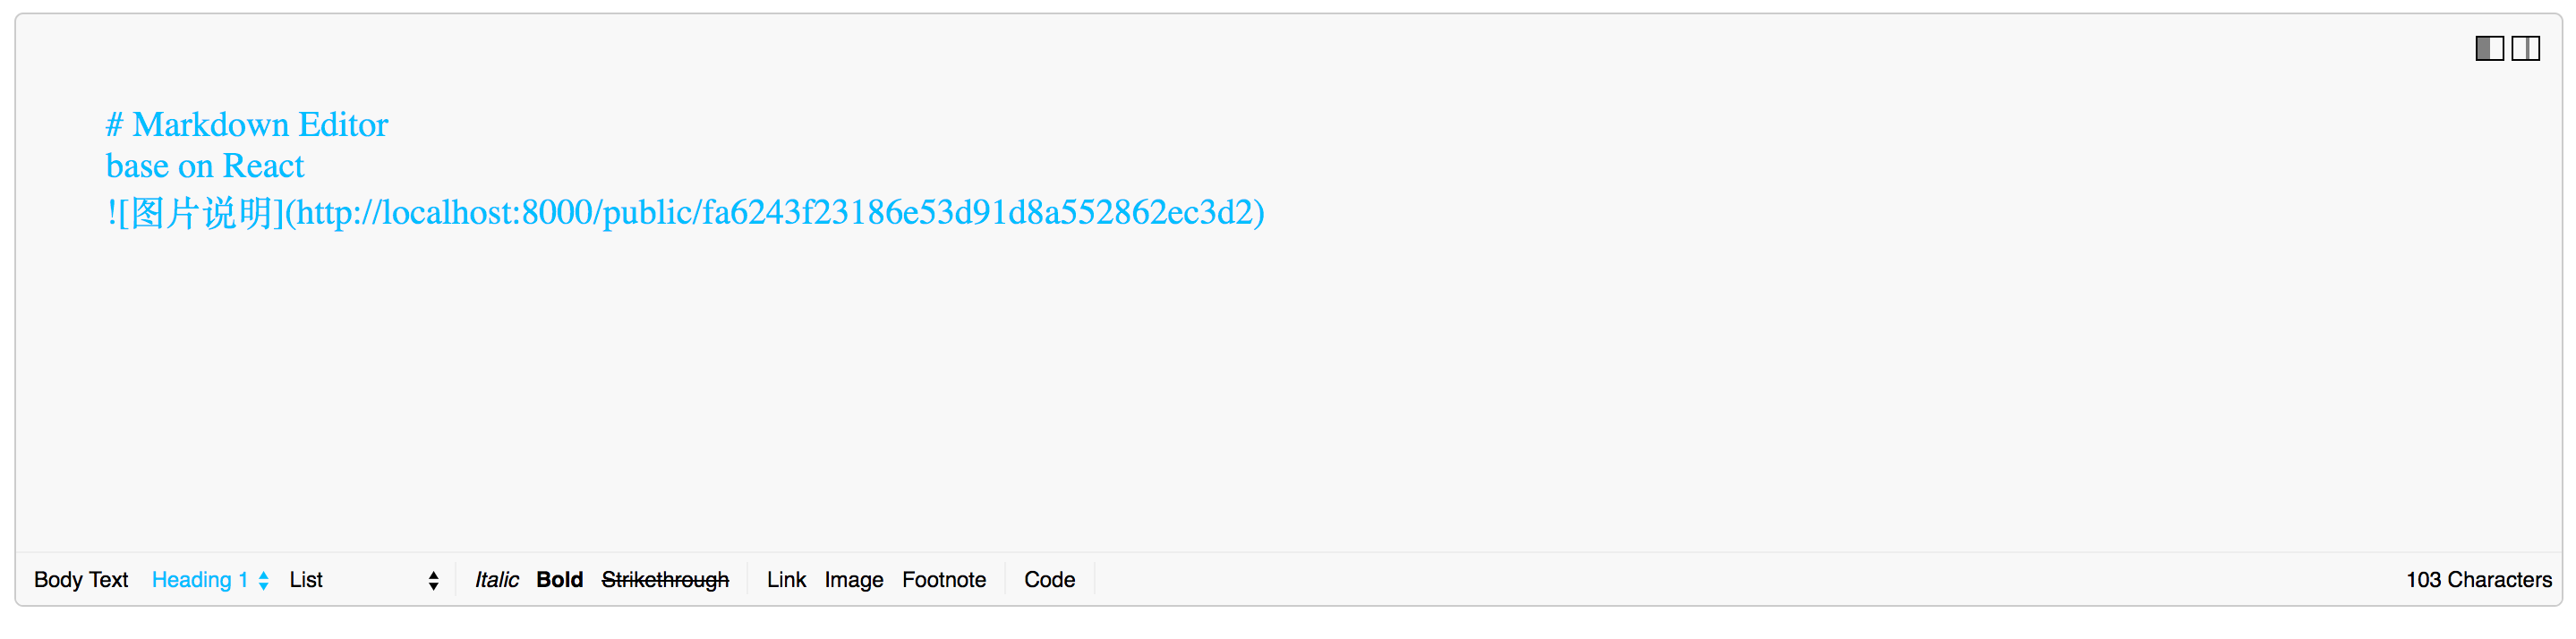 # Markdown Editor
base on React
![图片说明](http://localhost:8000/public/fa6243f23186e53d91d8a552862ec3d2)
Body Text Heading 1 List Italic Bold Strikethrough Link Image Footnote Code 103 Characters